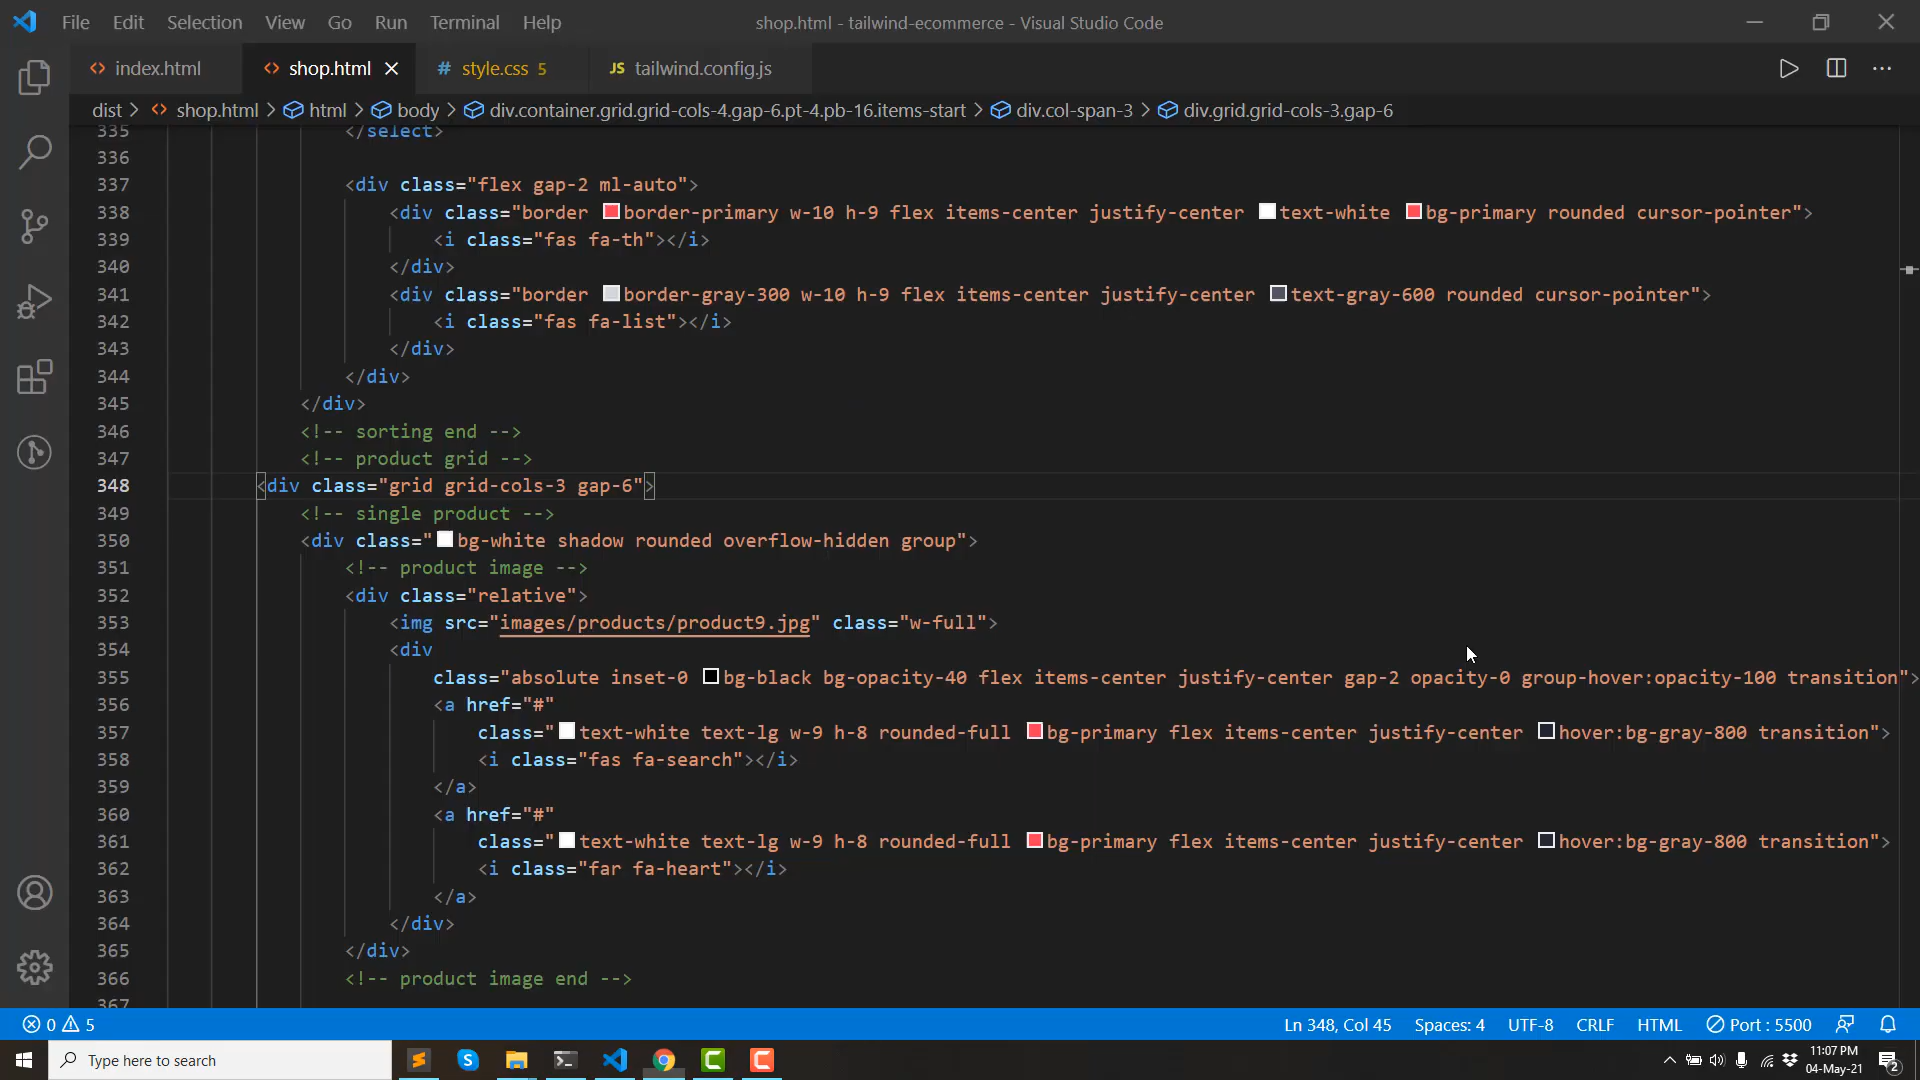 File Edit Selection View Go Run Terminal Help shop.html - tailwind-ecommerce - Visual Studio Code
index.html shop.html # style.css 5 JS tailwind.config.js
dist > shop.html > html > body > div.container.grid.grid-cols-4.gap-6.pt-4.pb-16.items-start > div.col-span-3 > div.grid.grid-cols-3.gap-6
335 </select>
336
337 <div class="flex gap-2 ml-auto">
338 <div class="border border-primary w-10 h-9 flex items-center justify-center text-white bg-primary rounded cursor-pointer">
339 <i class="fas fa-th"></i>
340 </div>
341 <div class="border border-gray-300 w-10 h-9 flex items-center justify-center text-gray-600 rounded cursor-pointer">
342 <i class="fas fa-list"></i>
343 </div>
344 </div>
345 </div>
346 <!-- sorting end -->
347 <!-- product grid -->
348 <div class="grid grid-cols-3 gap-6">
349 <!-- single product -->
350 <div class="bg-white shadow rounded overflow-hidden group">
351 <!-- product image -->
352 <div class="relative">
353 <img src="images/products/product9.jpg" class="w-full">
354 <div
355 class="absolute inset-0 bg-black bg-opacity-40 flex items-center justify-center gap-2 opacity-0 group-hover:opacity-100 transition">
356 <a href="#"
357 class="text-white text-lg w-9 h-8 rounded-full bg-primary flex items-center justify-center hover:bg-gray-800 transition">
358 <i class="fas fa-search"></i>
359 </a>
360 <a href="#"
361 class="text-white text-lg w-9 h-8 rounded-full bg-primary flex items-center justify-center hover:bg-gray-800 transition">
362 <i class="far fa-heart"></i>
363 </a>
364 </div>
365 </div>
366 <!-- product image end -->
367
0 5 Ln 348, Col 45 Spaces: 4 UTF-8 CRLF HTML Port : 5500
Type here to search
11:07 PM
04-May-21
2